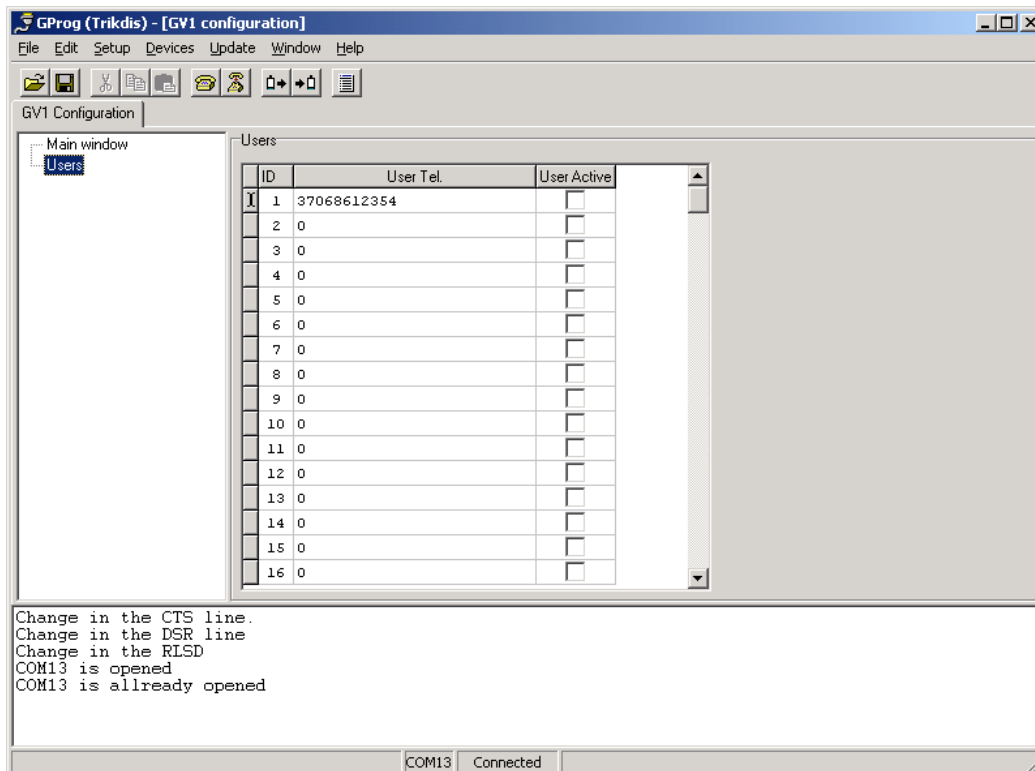 GProg (Trikdis) - [GV1 configuration]
File Edit Setup Devices Update Window Help
GV1 Configuration
Main window
Users
Users
ID User Tel. User Active
1 37068612354
2 0
3 0
4 0
5 0
6 0
7 0
8 0
9 0
10 0
11 0
12 0
13 0
14 0
15 0
16 0
Change in the CTS line.
Change in the DSR line
Change in the RLSD
COM13 is opened
COM13 is allready opened
COM13 Connected